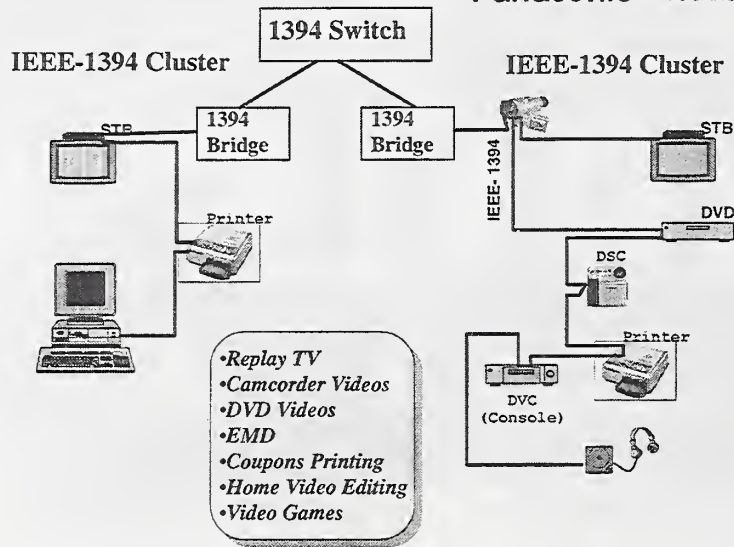 Panasonic
1394 Switch
IEEE-1394 Cluster
IEEE-1394 Cluster
STB
1394
Bridge
1394
Bridge
IEEE-1394
STB
Printer
DVD
DSC
Printer
DVC
(Console)
•Replay TV
•Camcorder Videos
•DVD Videos
•EMD
•Coupons Printing
•Home Video Editing
•Video Games